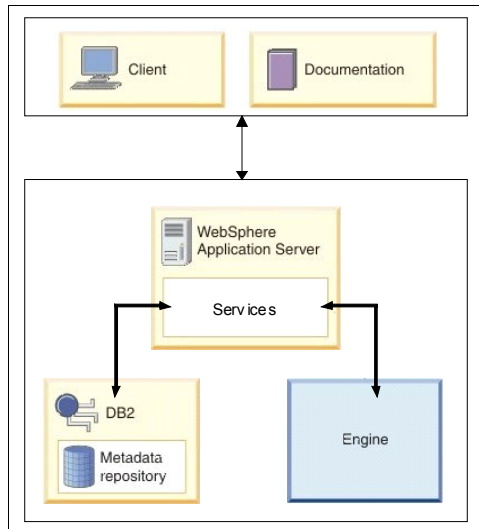 Client
Documentation
WebSphere
Application Server
Services
DB2
Metadata
repository
Engine